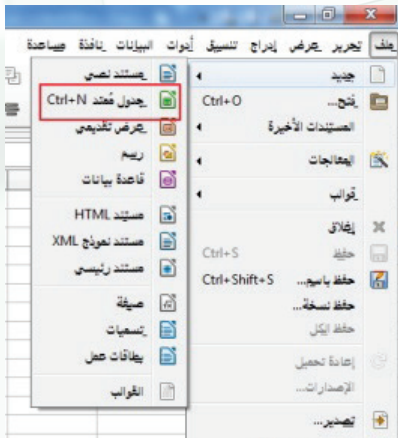 ملف تحرير عرض إدراج تنسيق أدوات البيانات نافذة مساعدة
جديد
فتح... Ctrl+O
المستندات الأخيرة
المعالجات
قوالب
إغلاق
حفظ Ctrl+S
حفظ باسم... Ctrl+Shift+S
حفظ نسخة...
حفظ الكل
إعادة تحميل
الإصدارات...
تصدير...
مستند نصي
جدول مُمتد Ctrl+N
عرض تقديمي
رسم
قاعدة بيانات
مستند HTML
مستند نموذج XML
مستند رئيسي
صيغة
تسميات
بطاقات عمل
القوالب